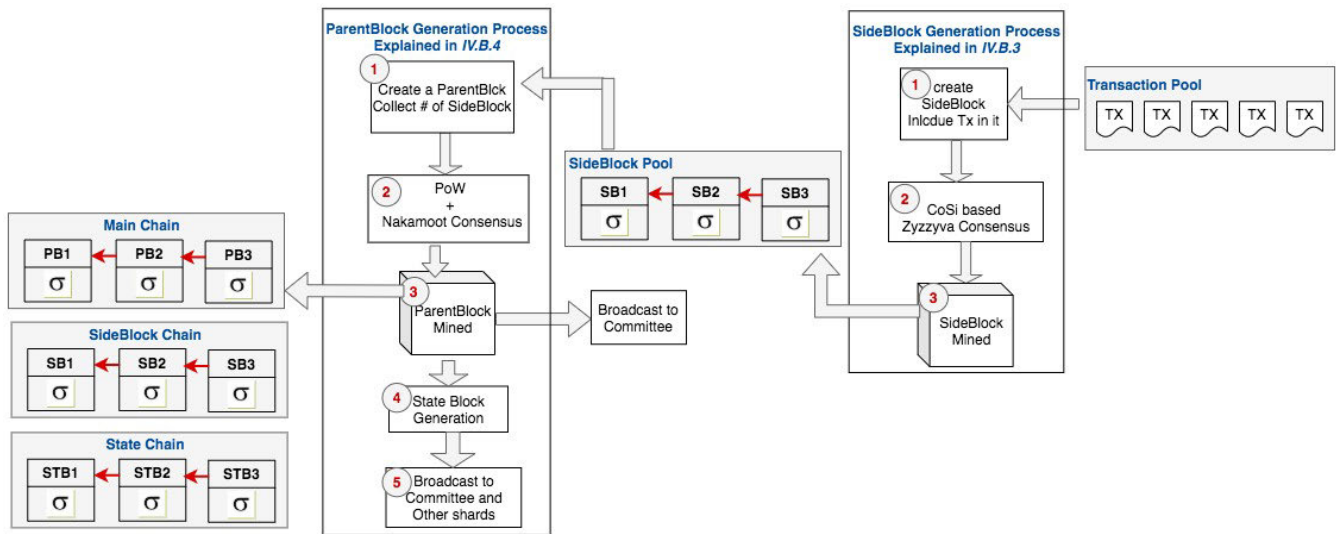 ParentBlock Generation Process
Explained in IV.B.4
1
Create a ParentBlck
Collect # of SideBlock
2
PoW
+
Nakamoot Consensus
3
ParentBlock
Mined
Broadcast to
Committee
4
State Block
Generation
5
Broadcast to
Committee and
Other shards
Main Chain
PB1
PB2
PB3
σ
σ
σ
SideBlock Chain
SB1
SB2
SB3
σ
σ
σ
State Chain
STB1
STB2
STB3
σ
σ
σ
SideBlock Pool
SB1
SB2
SB3
σ
σ
σ
SideBlock Generation Process
Explained in IV.B.3
1
create
SideBlock
Inlcdue Tx in it
2
CoSi based
Zyzzyva Consensus
3
SideBlock
Mined
Transaction Pool
TX
TX
TX
TX
TX